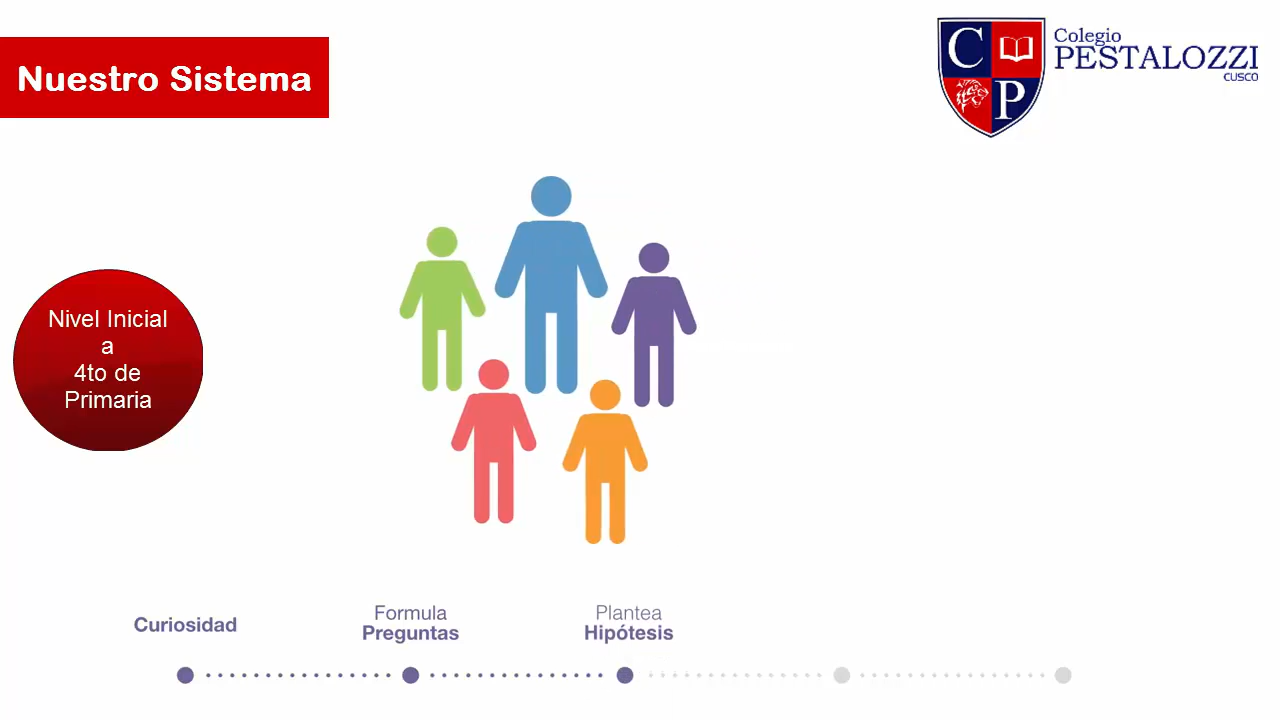 Nuestro Sistema
C
P
Colegio
PESTALOZZI
CUSCO
Nivel Inicial
a
4to de
Primaria
Curiosidad
Formula
Preguntas
Plantea
Hipótesis